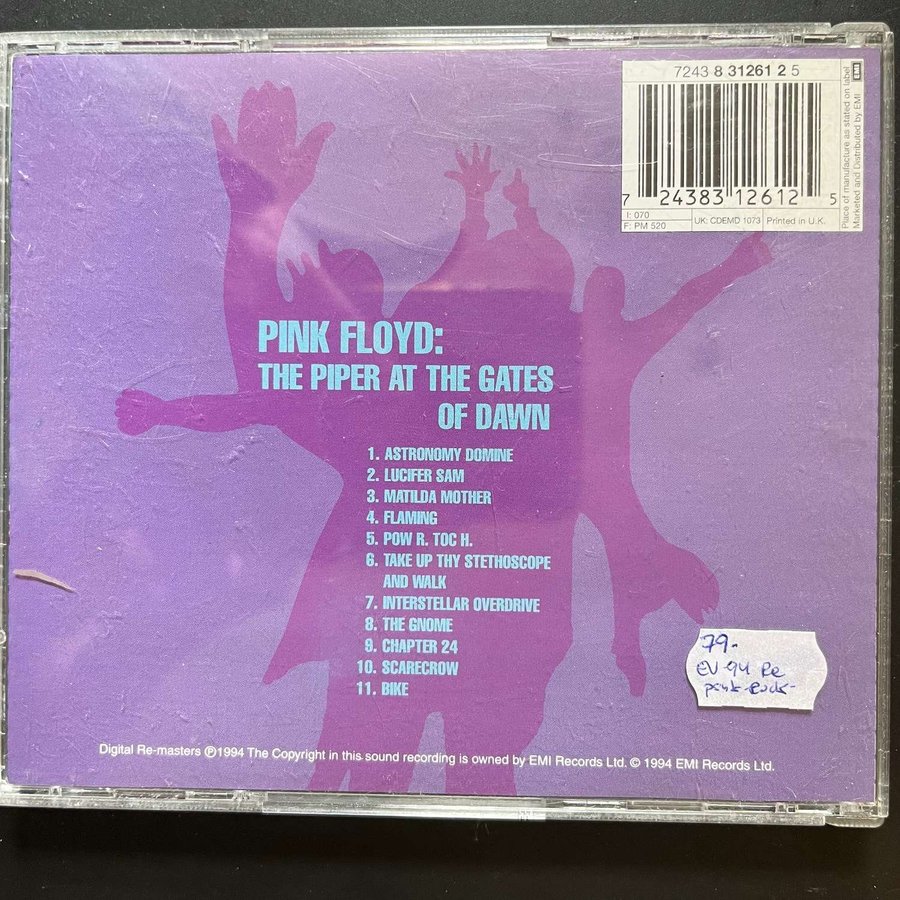 7243 8 31261 2 5
7 24383 12612 5
I: 070
F: PM 520
UK: CDEMD 1073
Printed in U.K.
Place of manufacture as stated on label
Marketed and Distributed by EMI
EMI
PINK FLOYD:
THE PIPER AT THE GATES
OF DAWN
1. ASTRONOMY DOMINE
2. LUCIFER SAM
3. MATILDA MOTHER
4. FLAMING
5. POW R. TOC H.
6. TAKE UP THY STETHOSCOPE
AND WALK
7. INTERSTELLAR OVERDRIVE
8. THE GNOME
9. CHAPTER 24
10. SCARECROW
11. BIKE
79.-
EV-94 Re
Digital Re-masters ℗1994 The Copyright in this sound recording is owned by EMI Records Ltd. © 1994 EMI Records Ltd.